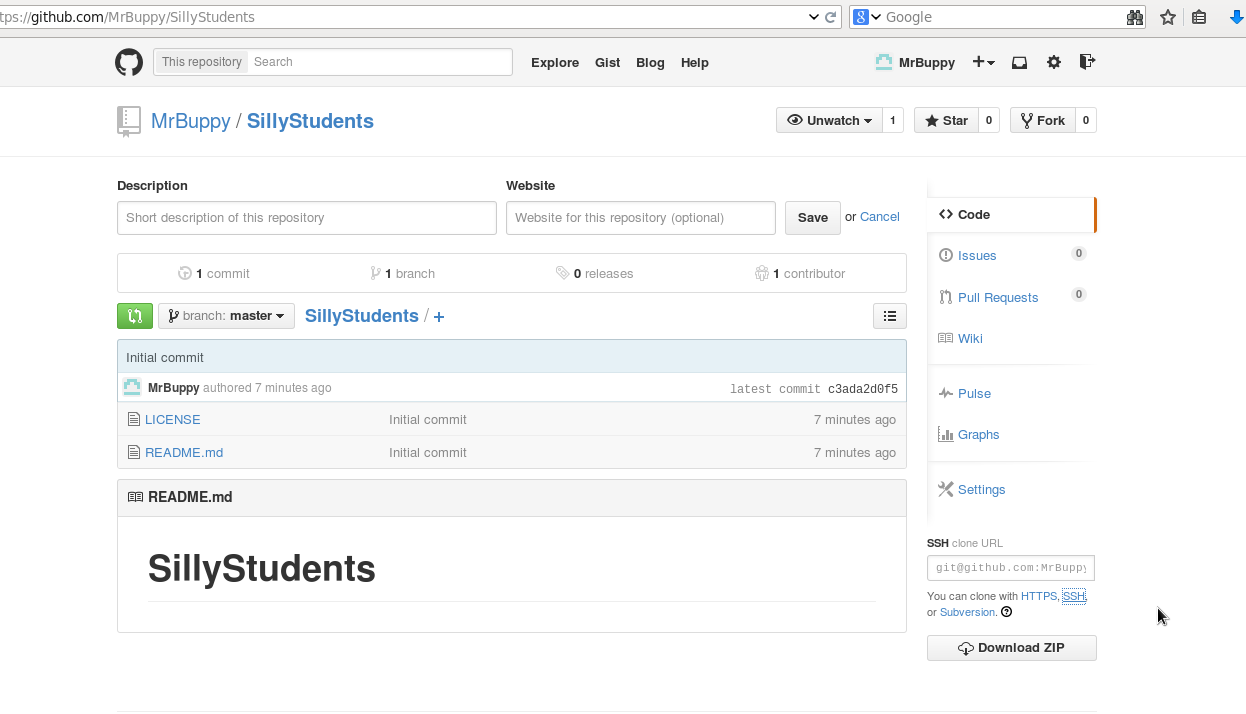 tps://github.com/MrBuppy/SillyStudents
Google
This repository Search Explore Gist Blog Help MrBuppy
MrBuppy / SillyStudents Unwatch 1 Star 0 Fork 0
Description Website
Short description of this repository Website for this repository (optional) Save or Cancel
1 commit 1 branch 0 releases 1 contributor
branch: master SillyStudents / +
Initial commit
MrBuppy authored 7 minutes ago latest commit c3ada2d0f5
LICENSE Initial commit 7 minutes ago
README.md Initial commit 7 minutes ago
README.md
SillyStudents
Code
Issues 0
Pull Requests 0
Wiki
Pulse
Graphs
Settings
SSH clone URL
git@github.com:MrBuppy
You can clone with HTTPS, SSH,
or Subversion.
Download ZIP